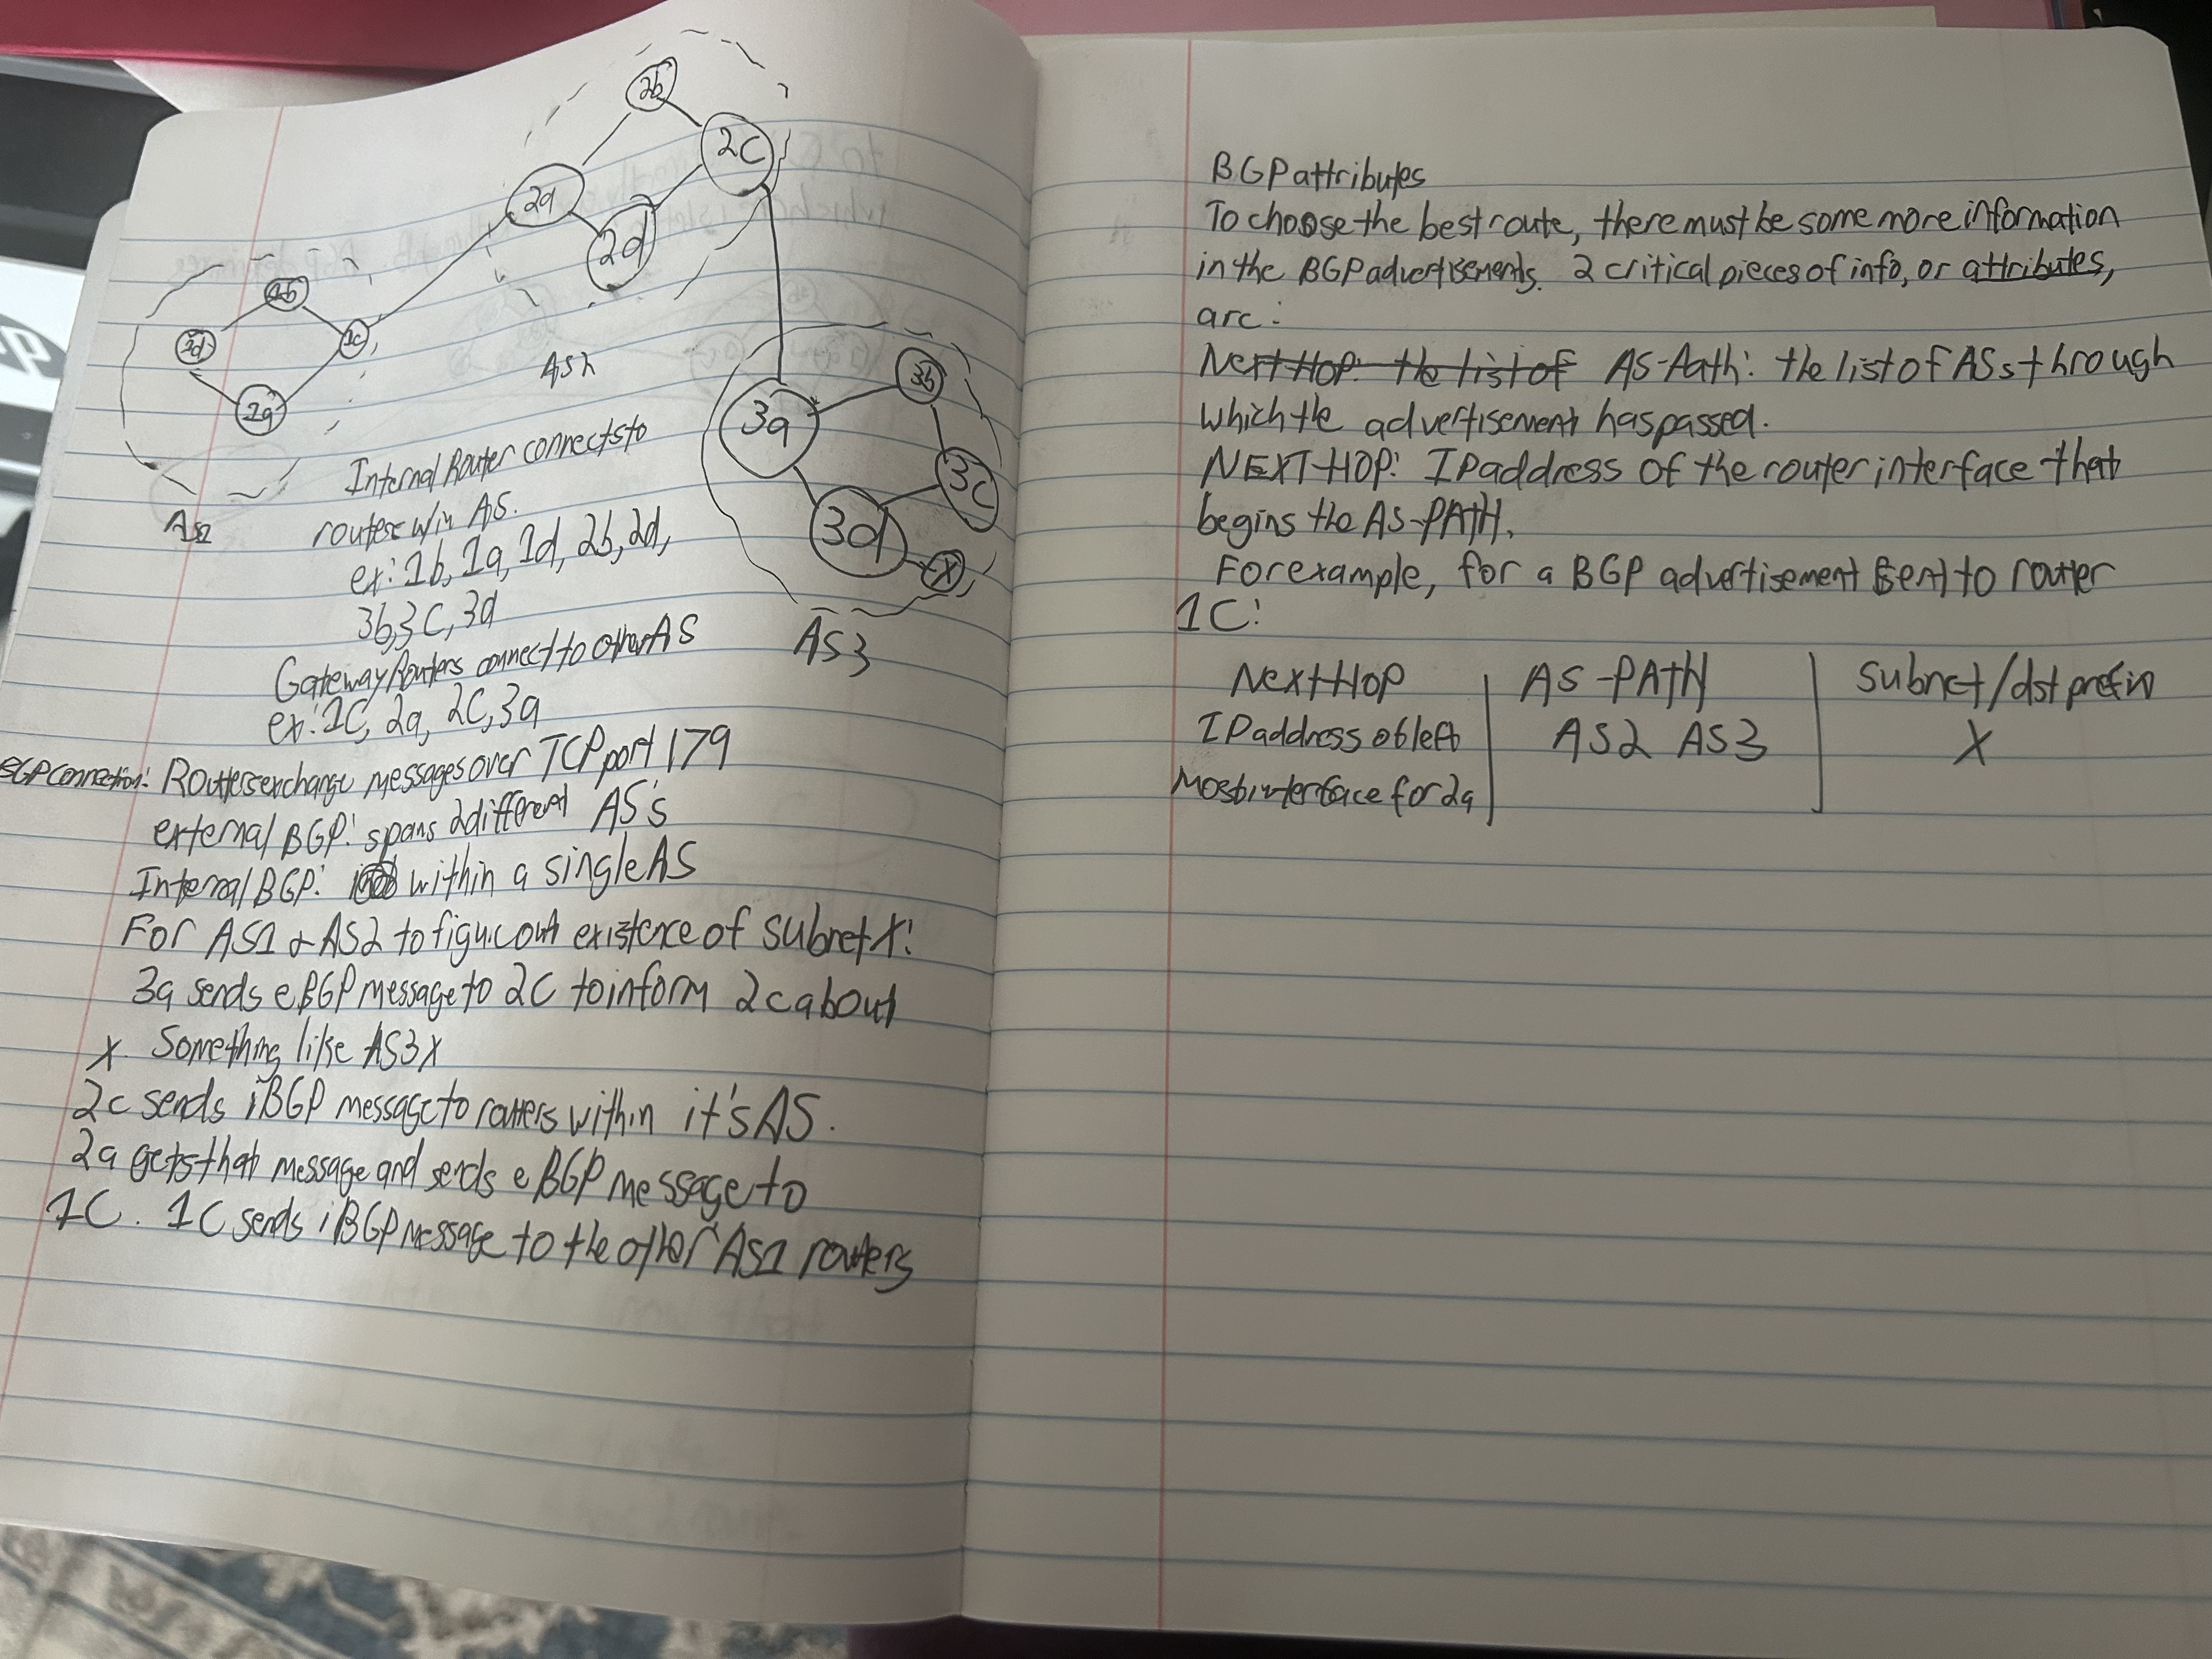 2b
2c
2a
2d
1b
1d
1c
1a
AS2
AS1
3b
3a
3c
3d
X
AS3
Internal Router connects to
router w/in AS.
ex: 1b, 1a, 1d, 2b, 2d,
3b, 3c, 3d
Gateway Routers connect to other AS
ex: 1C, 2a, 2C, 3a
BGP Connection: Routers exchange messages over TCP port 179
external BGP: spans 2 different AS's
Internal BGP: within a single AS
For AS1 & AS2 to figure out existence of subnet X:
3a sends eBGP message to 2C to inform 2c about
X. Something like AS3X
2c sends iBGP message to routers within it's AS.
2a gets that message and sends eBGP message to
1C. 1C sends iBGP message to the other AS1 routers
BGP attributes
To choose the best route, there must be some more information
in the BGP advertisements. 2 critical pieces of info, or attributes,
are:
Next Hop: the list of AS-Path: the list of ASs through
which the advertisement has passed.
NEXT-HOP: IP address of the router interface that
begins the AS-PATH.
For example, for a BGP advertisement sent to router
1C:
Next Hop | AS-PATH | Subnet/dst prefix
IP address of left | AS2 AS3 | X
most interface for 2a